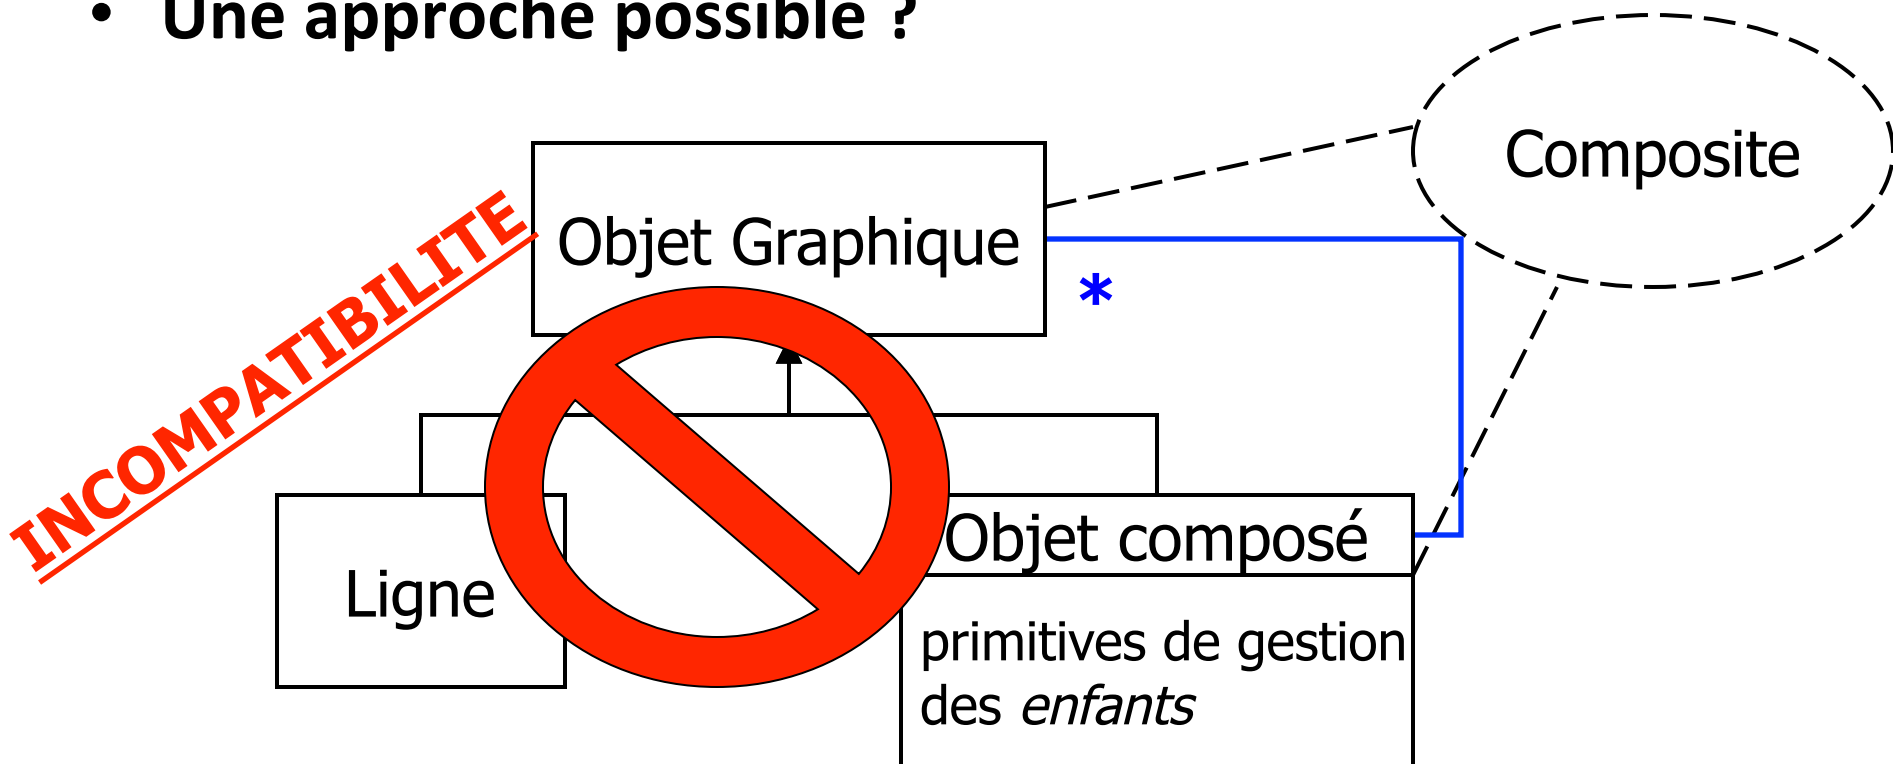 • Une approche possible ?
Composite
Objet Graphique
*
INCOMPATIBILITE
Ligne
Objet composé
primitives de gestion
des enfants